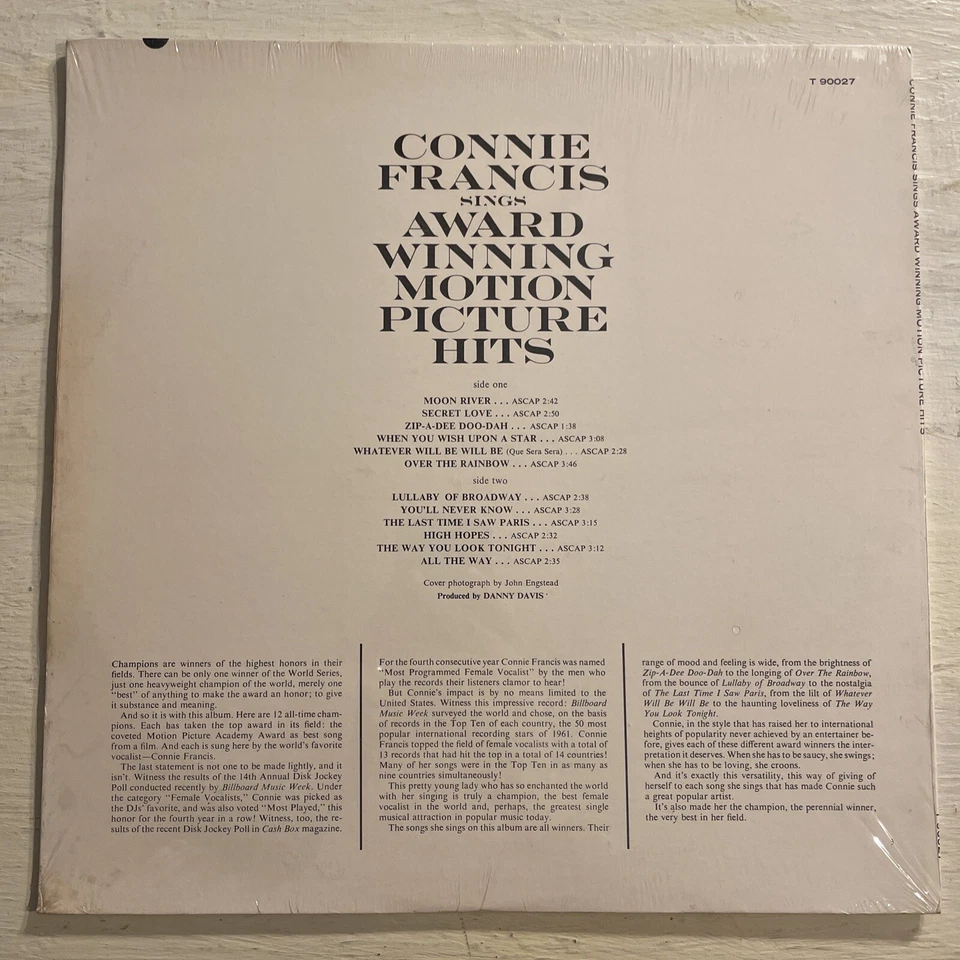 T 90027
CONNIE
FRANCIS
SINGS
AWARD
WINNING
MOTION
PICTURE
HITS
side one
MOON RIVER . . . ASCAP 2:42
SECRET LOVE . . . ASCAP 2:50
ZIP-A-DEE DOO-DAH . . . ASCAP 1:38
WHEN YOU WISH UPON A STAR . . . ASCAP 3:08
WHATEVER WILL BE WILL BE (Que Sera Sera) . . . ASCAP 2:28
OVER THE RAINBOW . . . ASCAP 3:46
side two
LULLABY OF BROADWAY . . . ASCAP 2:38
YOU'LL NEVER KNOW . . . ASCAP 3:28
THE LAST TIME I SAW PARIS . . . ASCAP 3:15
HIGH HOPES . . . ASCAP 2:32
THE WAY YOU LOOK TONIGHT . . . ASCAP 3:12
ALL THE WAY . . . ASCAP 2:35
Cover photograph by John Engstead
Produced by DANNY DAVIS
Champions are winners of the highest honors in their
fields. There can be only one winner of the World Series,
just one heavyweight champion of the world, merely one
"best" of anything to make the award an honor; to give
it substance and meaning.
And so it is with this album. Here are 12 all-time cham-
pions. Each has taken the top award in its field: the
coveted Motion Picture Academy Award as best song
from a film. And each is sung here by the world's favorite
vocalist—Connie Francis.
The last statement is not one to be made lightly, and it
isn't. Witness the results of the 14th Annual Disk Jockey
Poll conducted recently by Billboard Music Week. Under
the category "Female Vocalists," Connie was picked as
the DJs' favorite, and was also voted "Most Played," this
honor for the fourth year in a row! Witness, too, the re-
sults of the recent Disk Jockey Poll in Cash Box magazine.
For the fourth consecutive year Connie Francis was named
"Most Programmed Female Vocalist" by the men who
play the records their listeners clamor to hear!
But Connie's impact is by no means limited to the
United States. Witness this impressive record: Billboard
Music Week surveyed the world and chose, on the basis
of records in the Top Ten of each country, the 50 most
popular international recording stars of 1961. Connie
Francis topped the field of female vocalists with a total of
13 records that had hit the top in a total of 14 countries!
Many of her songs were in the Top Ten in as many as
nine countries simultaneously!
This pretty young lady who has so enchanted the world
with her singing is truly a champion, the best female
vocalist in the world and, perhaps, the greatest single
musical attraction in popular music today.
The songs she sings on this album are all winners. Their
range of mood and feeling is wide, from the brightness of
Zip-A-Dee Doo-Dah to the longing of Over The Rainbow,
from the bounce of Lullaby of Broadway to the nostalgia
of The Last Time I Saw Paris, from the lilt of Whatever
Will Be Will Be to the haunting loveliness of The Way
You Look Tonight.
Connie, in the style that has raised her to international
heights of popularity never achieved by an entertainer be-
fore, gives each of these different award winners the inter-
pretation it deserves. When she has to be saucy, she swings;
when she has to be loving, she croons.
And it's exactly this versatility, this way of giving of
herself to each song she sings that has made Connie such
a great popular artist.
It's also made her the champion, the perennial winner,
the very best in her field.
CONNIE FRANCIS SINGS AWARD WINNING MOTION PICTURE HITS